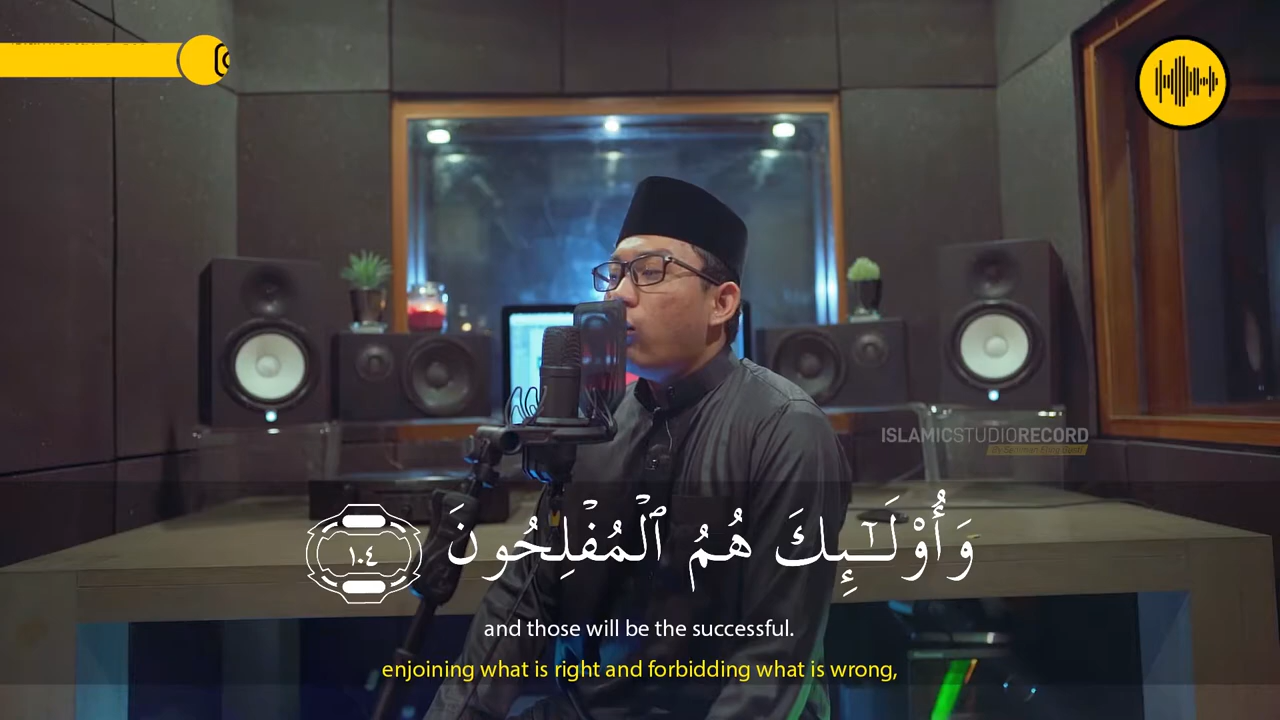 ISLAMICSTUDIORECORD
وَأُوْلَـٰٓئِكَ هُمُ ٱلْمُفْلِحُونَ ١٠٤
and those will be the successful.
enjoining what is right and forbidding what is wrong,